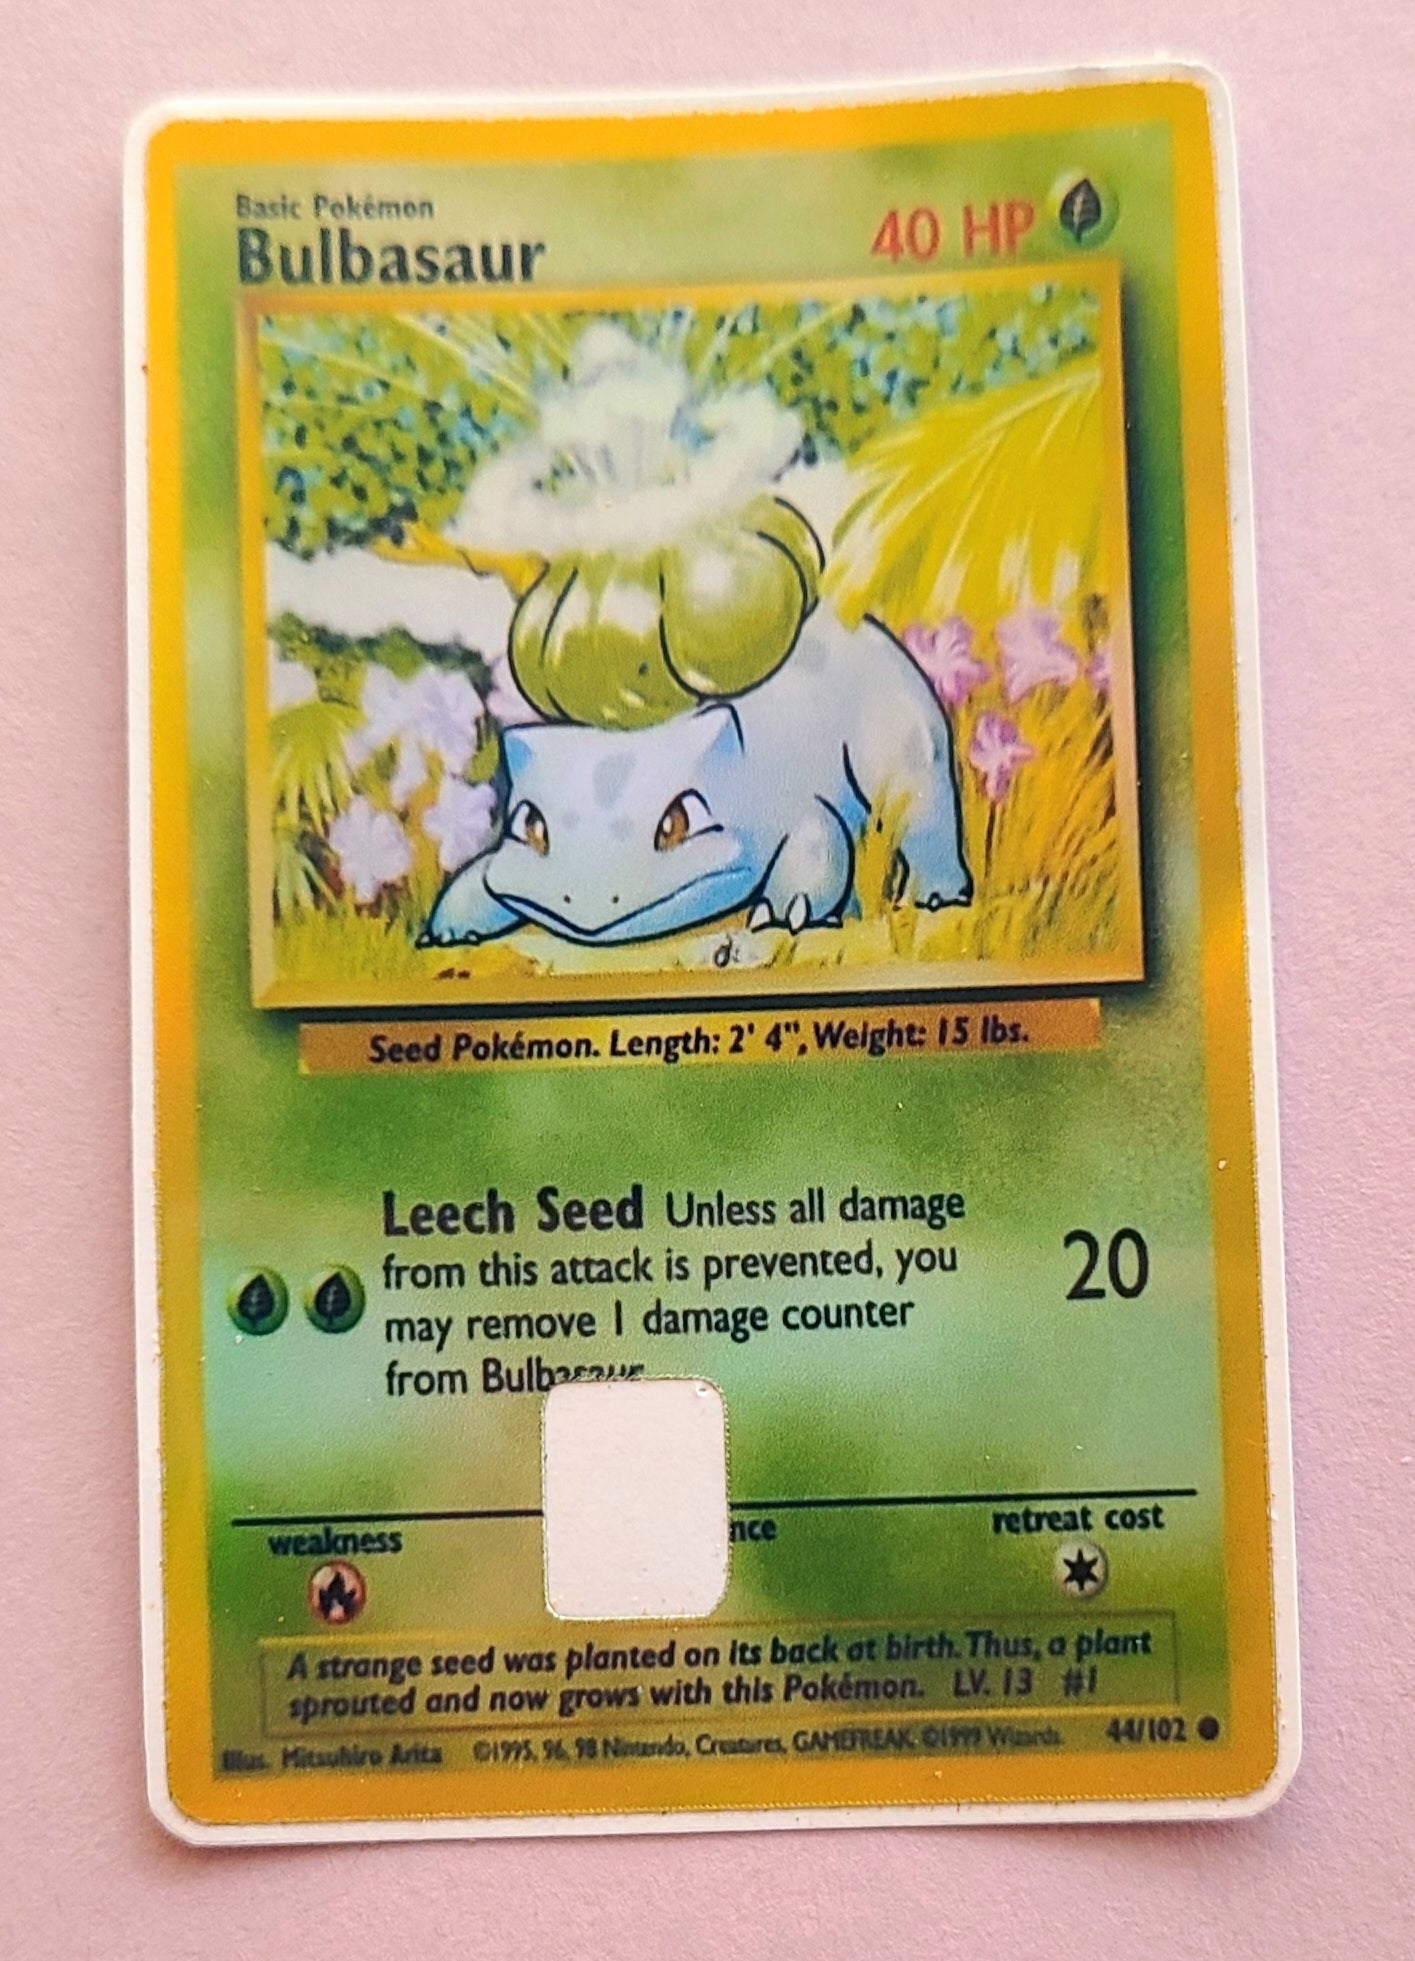 Basic Pokémon
Bulbasaur
40 HP
Seed Pokémon. Length: 2' 4", Weight: 15 lbs.
Leech Seed Unless all damage
from this attack is prevented, you
may remove 1 damage counter
from Bulbasaur
20
weakness
nce
retreat cost
A strange seed was planted on its back at birth. Thus, a plant
sprouted and now grows with this Pokémon. LV. 13 #1
Illus. Mitsuhiro Arita ©1995, 96, 98 Nintendo, Creatures, GAMEFREAK. ©1999 Wizards. 44/102